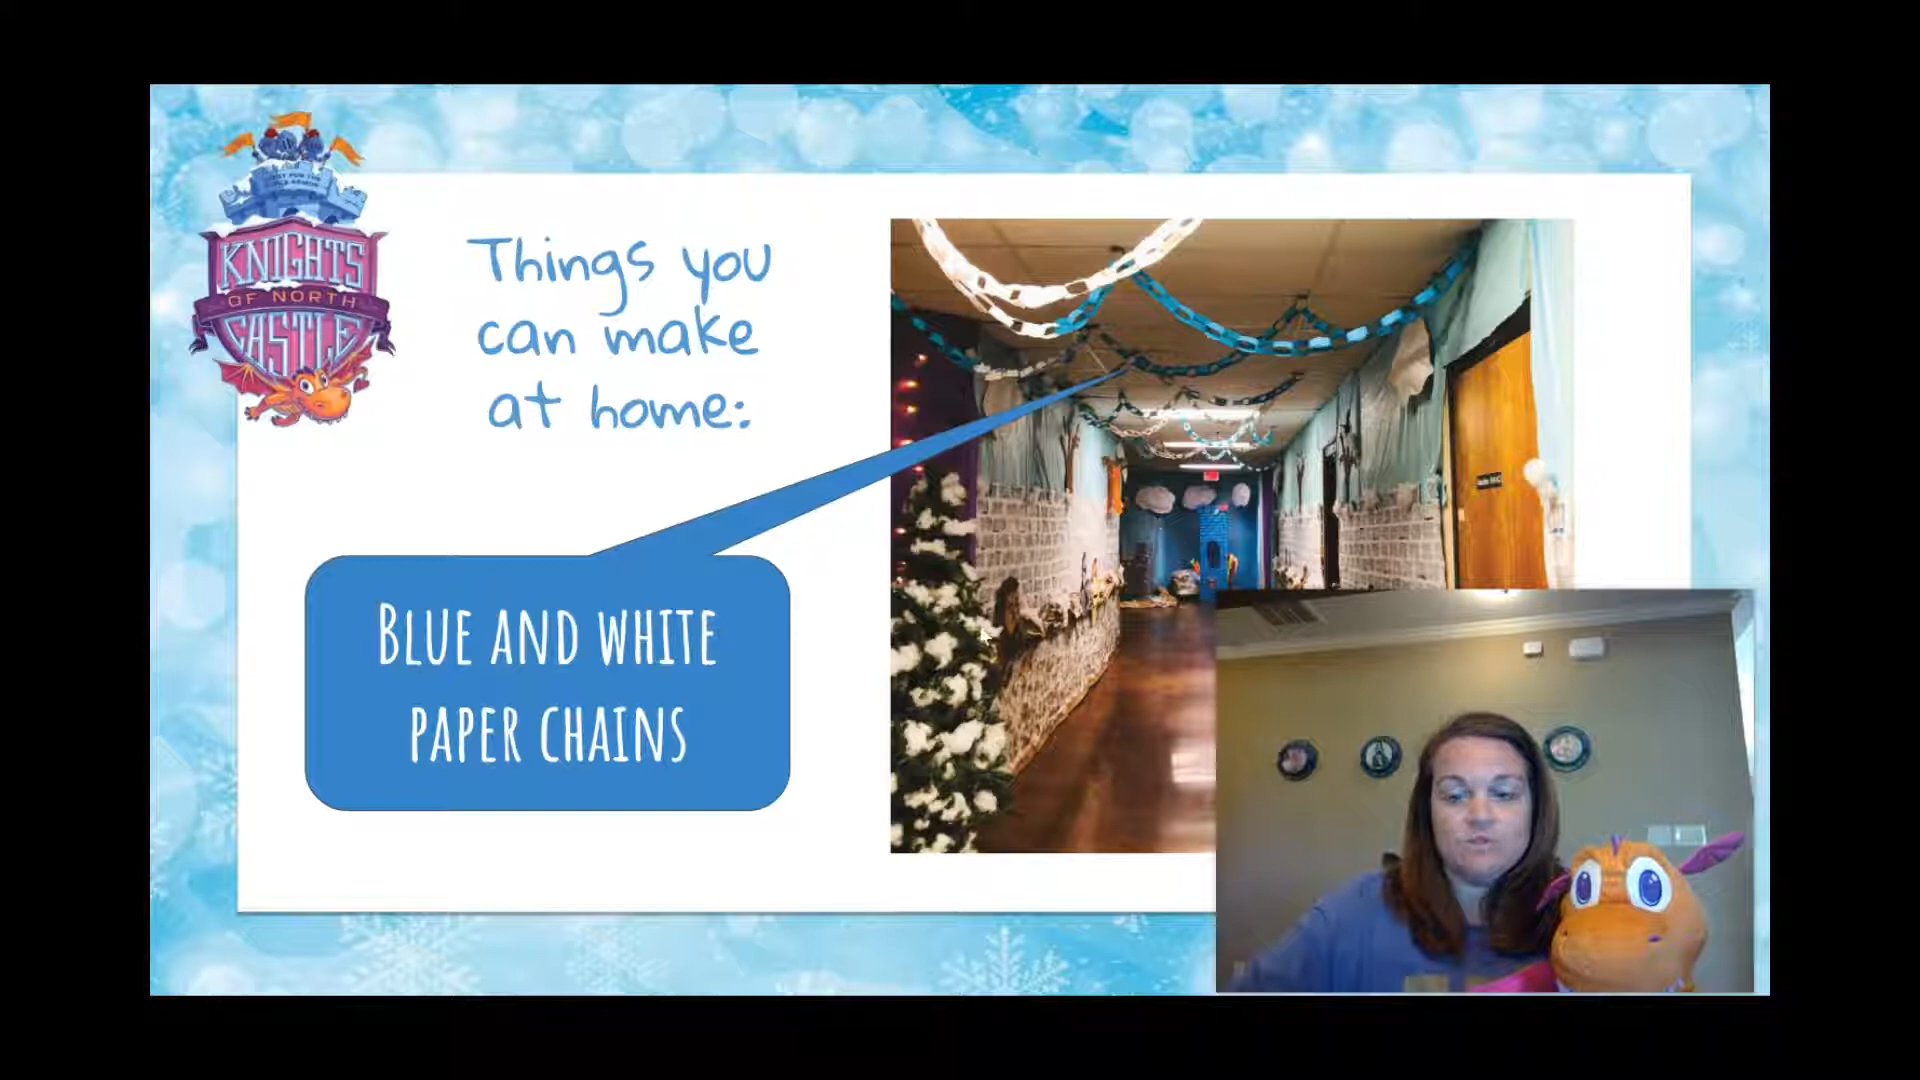 KNIGHTS
OF NORTH
CASTLE
Things you
can make
at home:
BLUE AND WHITE
PAPER CHAINS